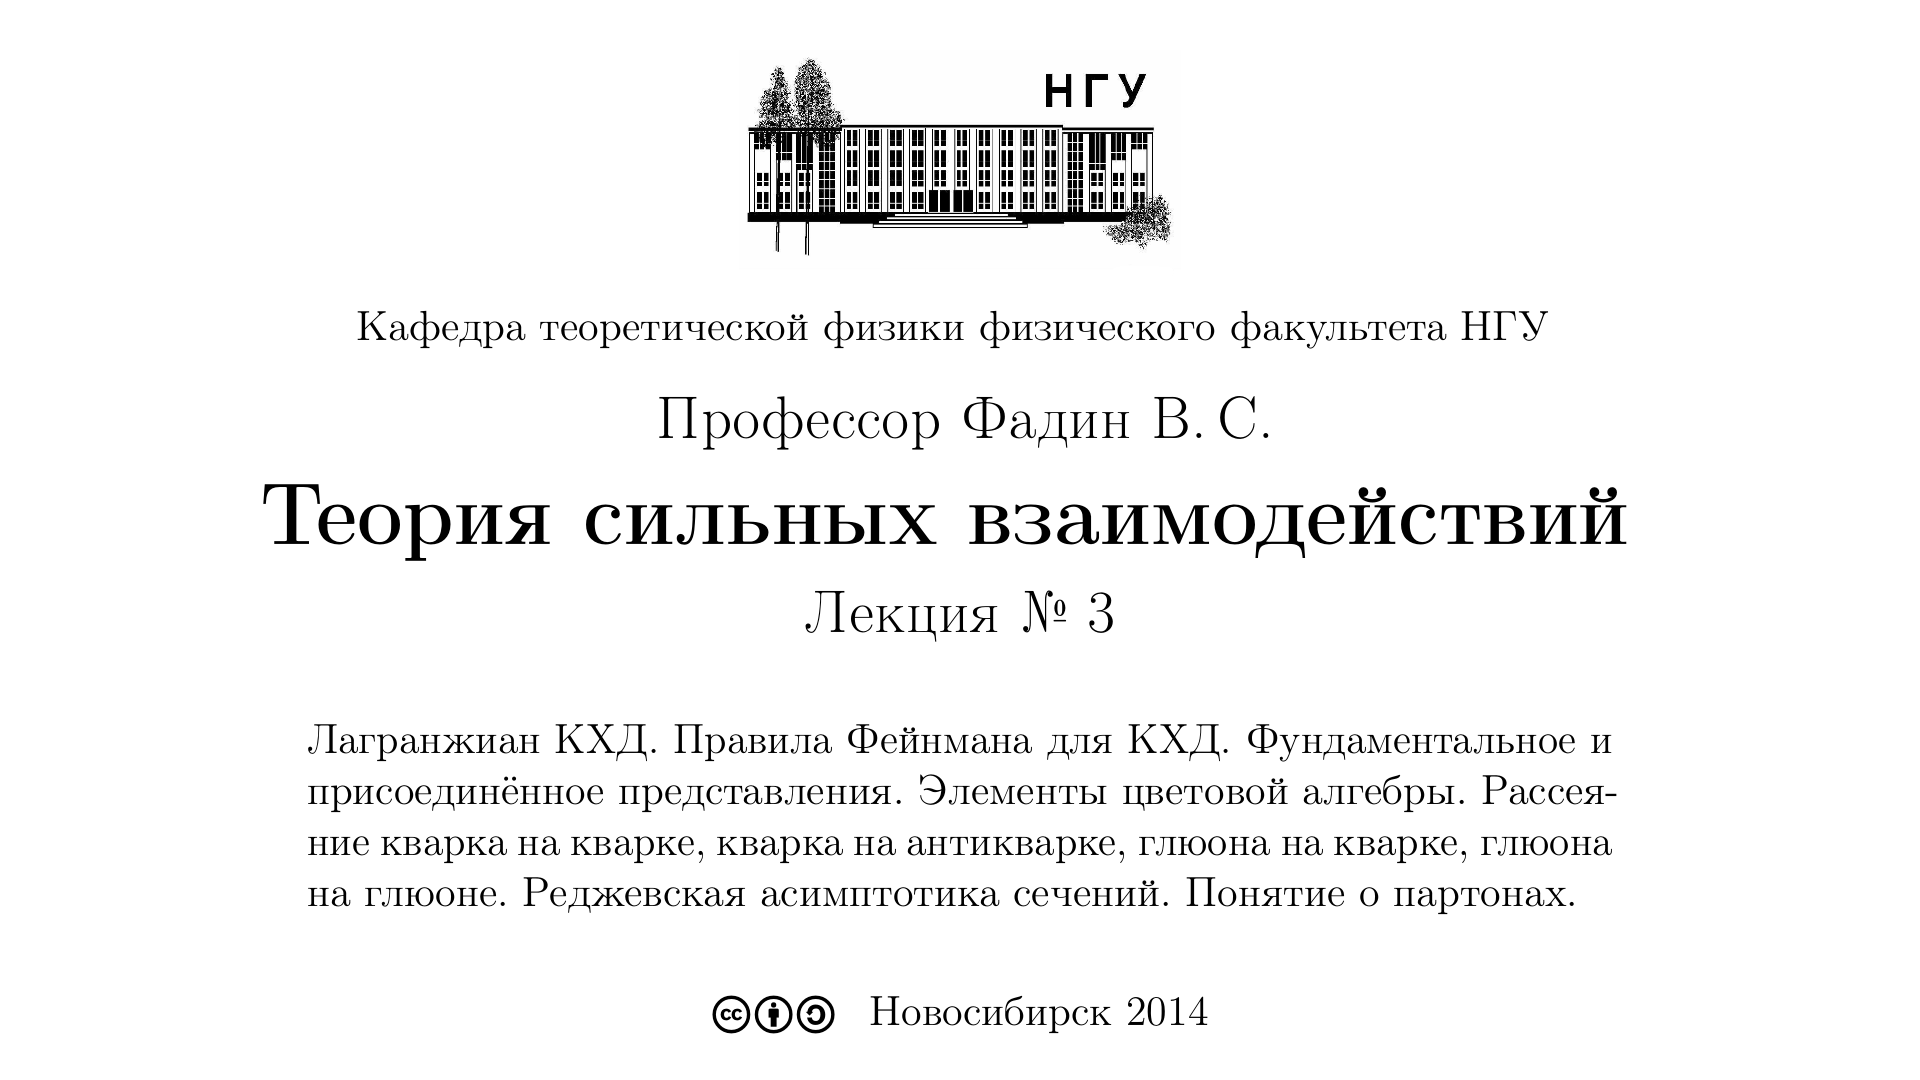 НГУ
Кафедра теоретической физики физического факультета НГУ
Профессор Фадин В. С.
Теория сильных взаимодействий
Лекция № 3
Лагранжиан КХД. Правила Фейнмана для КХД. Фундаментальное и
присоединённое представления. Элементы цветовой алгебры. Рассея-
ние кварка на кварке, кварка на антикварке, глюона на кварке, глюона
на глюоне. Реджевская асимптотика сечений. Понятие о партонах.
cc Новосибирск 2014